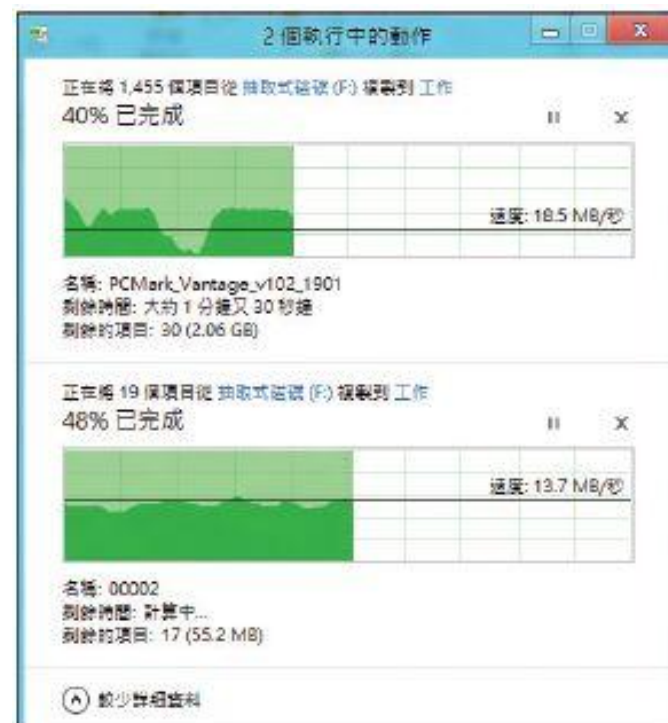 2 個執行中的動作
正在將 1,455 個項目從 抽取式磁碟 (F:) 複製到 工作
40% 已完成
速度: 18.5 MB/秒
名稱: PCMark_Vantage_v102_1901
剩餘時間: 大約 1 分鐘又 30 秒鐘
剩餘的項目: 30 (2.06 GB)
正在將 19 個項目從 抽取式磁碟 (F:) 複製到 工作
48% 已完成
速度: 13.7 MB/秒
名稱: 00002
剩餘時間: 計算中...
剩餘的項目: 17 (55.2 MB)
較少詳細資料